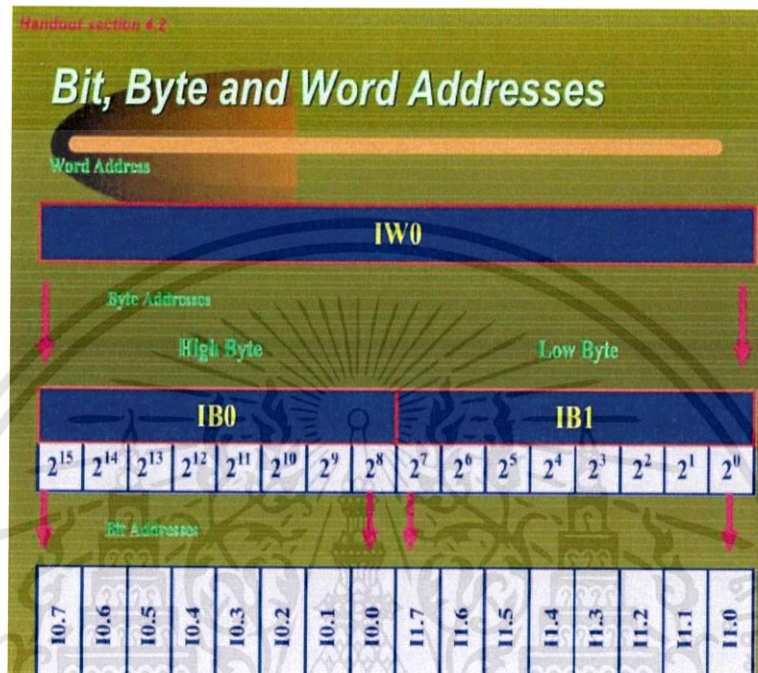 Handout section 4.2
Bit, Byte and Word Addresses
Word Address
IW0
Byte Addresses
High Byte Low Byte
IB0 IB1
2¹⁵ 2¹⁴ 2¹³ 2¹² 2¹¹ 2¹⁰ 2⁹ 2⁸ 2⁷ 2⁶ 2⁵ 2⁴ 2³ 2² 2¹ 2⁰
Bit Addresses
I0.7 I0.6 I0.5 I0.4 I0.3 I0.2 I0.1 I0.0 I1.7 I1.6 I1.5 I1.4 I1.3 I1.2 I1.1 I1.0